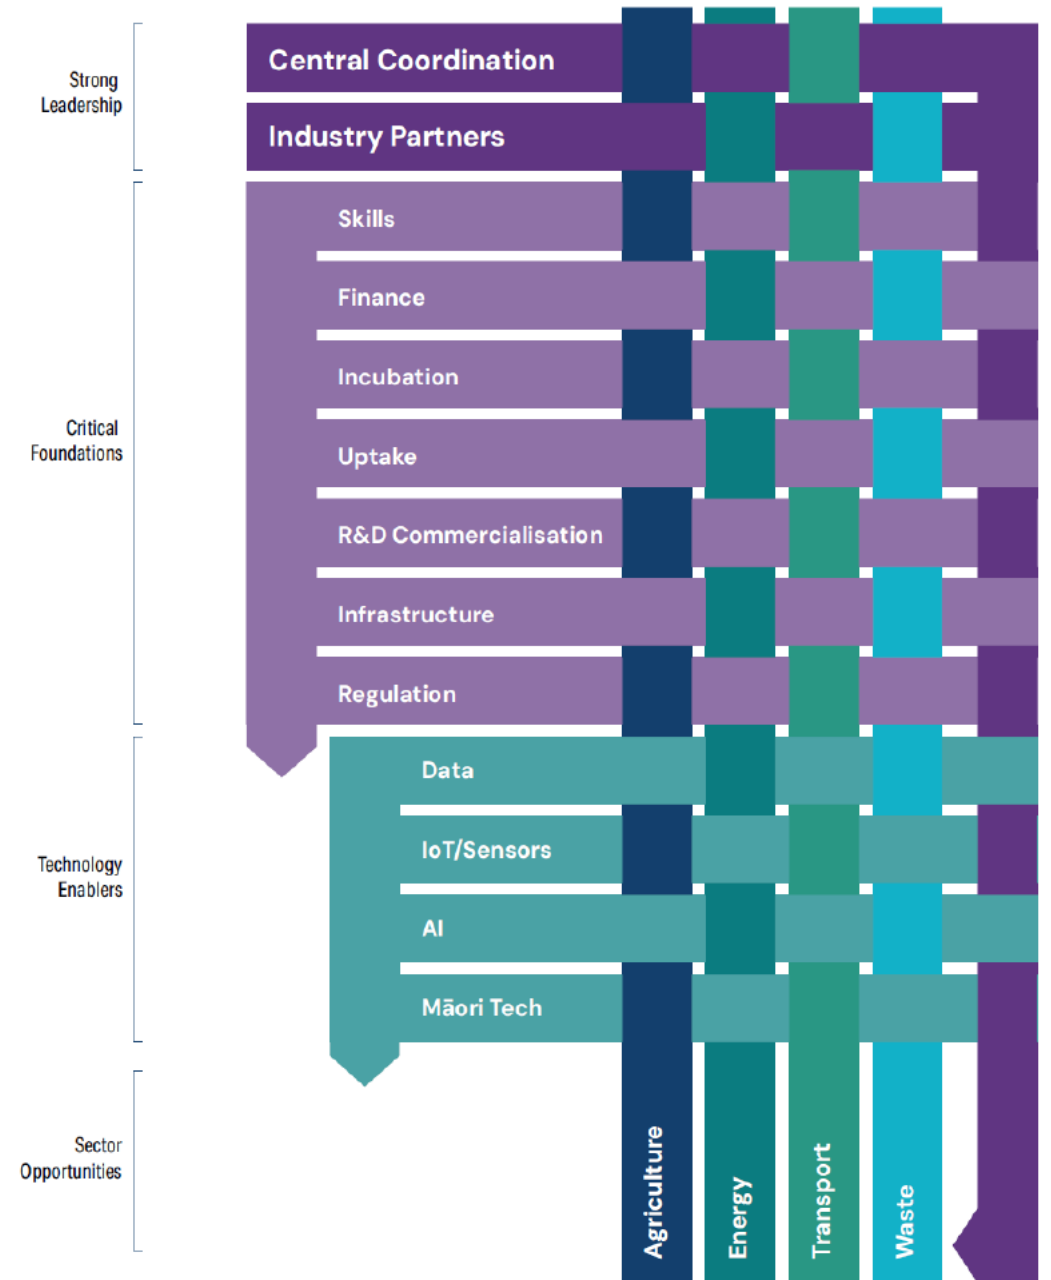 Strong
Leadership
Central Coordination
Industry Partners
Critical
Foundations
Skills
Finance
Incubation
Uptake
R&D Commercialisation
Infrastructure
Regulation
Technology
Enablers
Data
IoT/Sensors
AI
Māori Tech
Sector
Opportunities
Agriculture
Energy
Transport
Waste